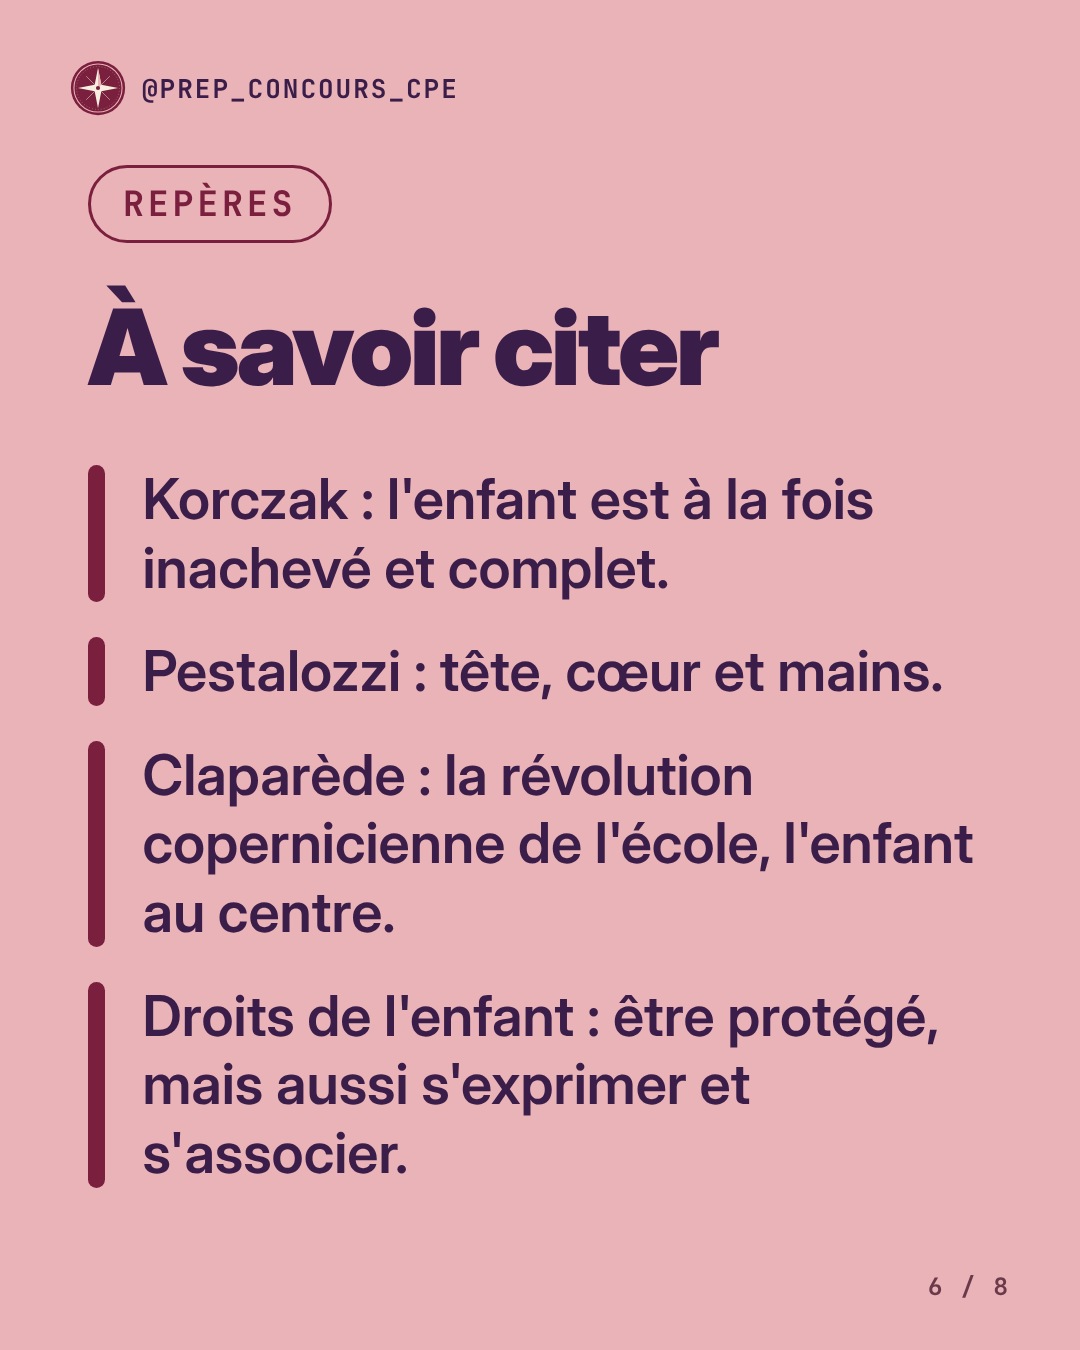 @PREP_CONCOURS_CPE
REPÈRES
À savoir citer
Korczak : l'enfant est à la fois
inachevé et complet.
Pestalozzi : tête, cœur et mains.
Claparède : la révolution
copernicienne de l'école, l'enfant
au centre.
Droits de l'enfant : être protégé,
mais aussi s'exprimer et
s'associer.
6 / 8